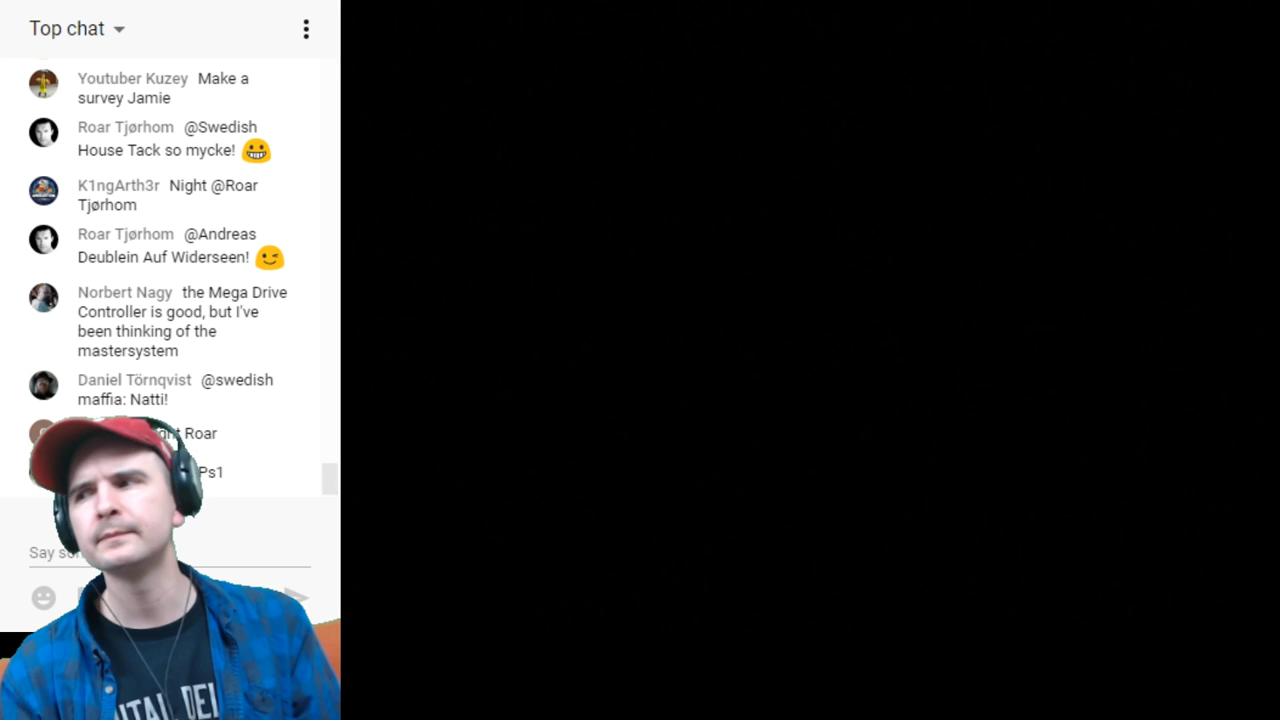 Top chat
Youtuber Kuzey Make a
survey Jamie
Roar Tjørhom @Swedish
House Tack so mycke!
K1ngArth3r Night @Roar
Tjørhom
Roar Tjørhom @Andreas
Deublein Auf Widerseen!
Norbert Nagy the Mega Drive
Controller is good, but I've
been thinking of the
mastersystem
Daniel Törnqvist @swedish
maffia: Natti!
Roar
Ps1
Say